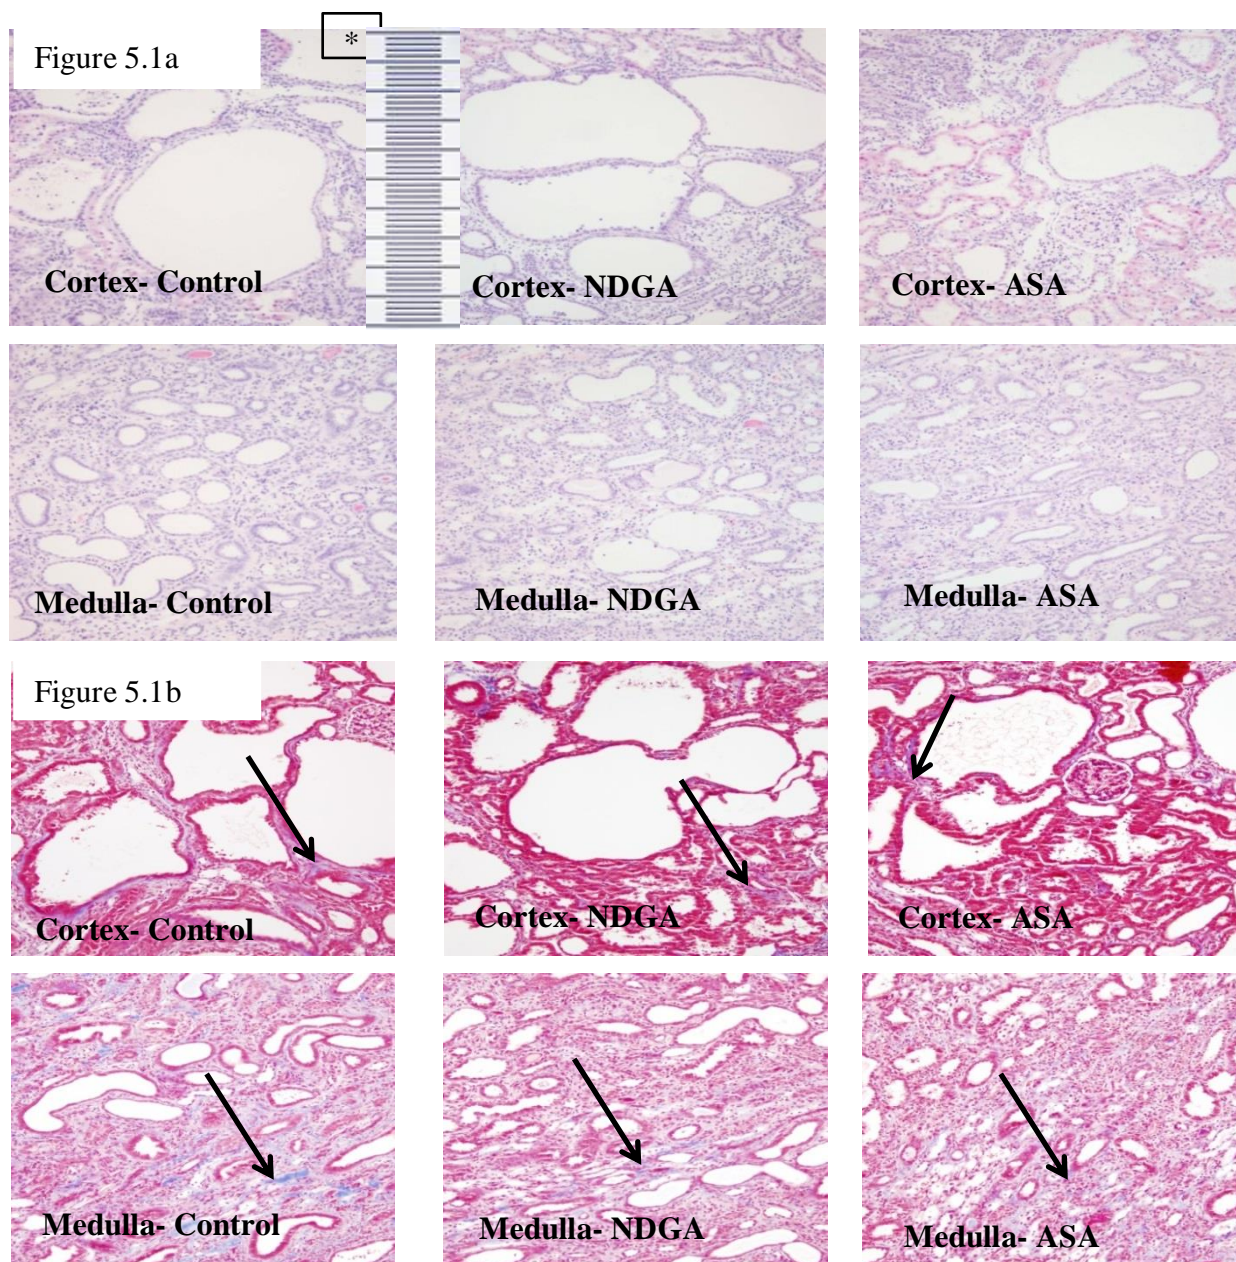 Figure 5.1a
*
Cortex- Control
Cortex- NDGA
Cortex- ASA
Medulla- Control
Medulla- NDGA
Medulla- ASA
Figure 5.1b
Cortex- Control
Cortex- NDGA
Cortex- ASA
Medulla- Control
Medulla- NDGA
Medulla- ASA